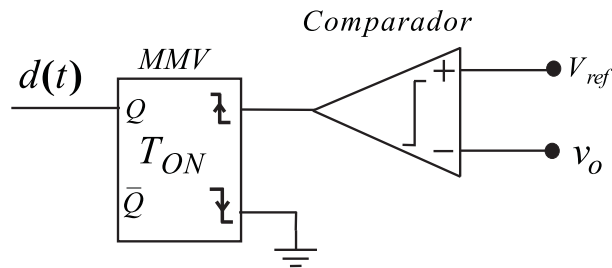 Comparador
MMV
d(t)
Q
T_ON
Q̅
+
V_ref
−
v_o